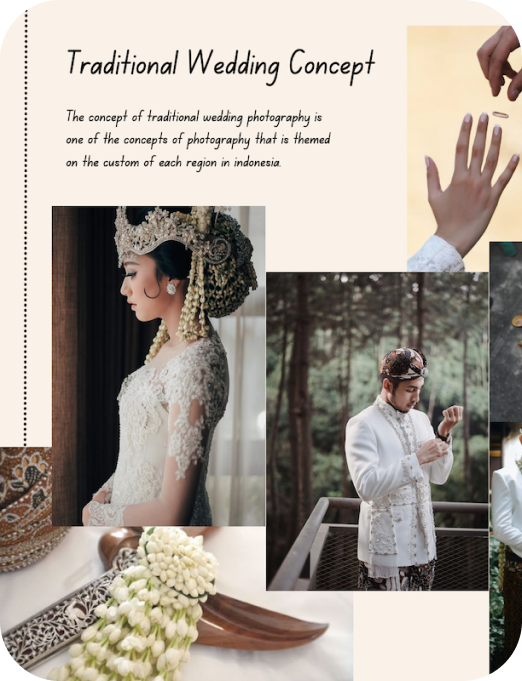 Traditional Wedding Concept
The concept of traditional wedding photography is
one of the concepts of photography that is themed
on the custom of each region in indonesia.